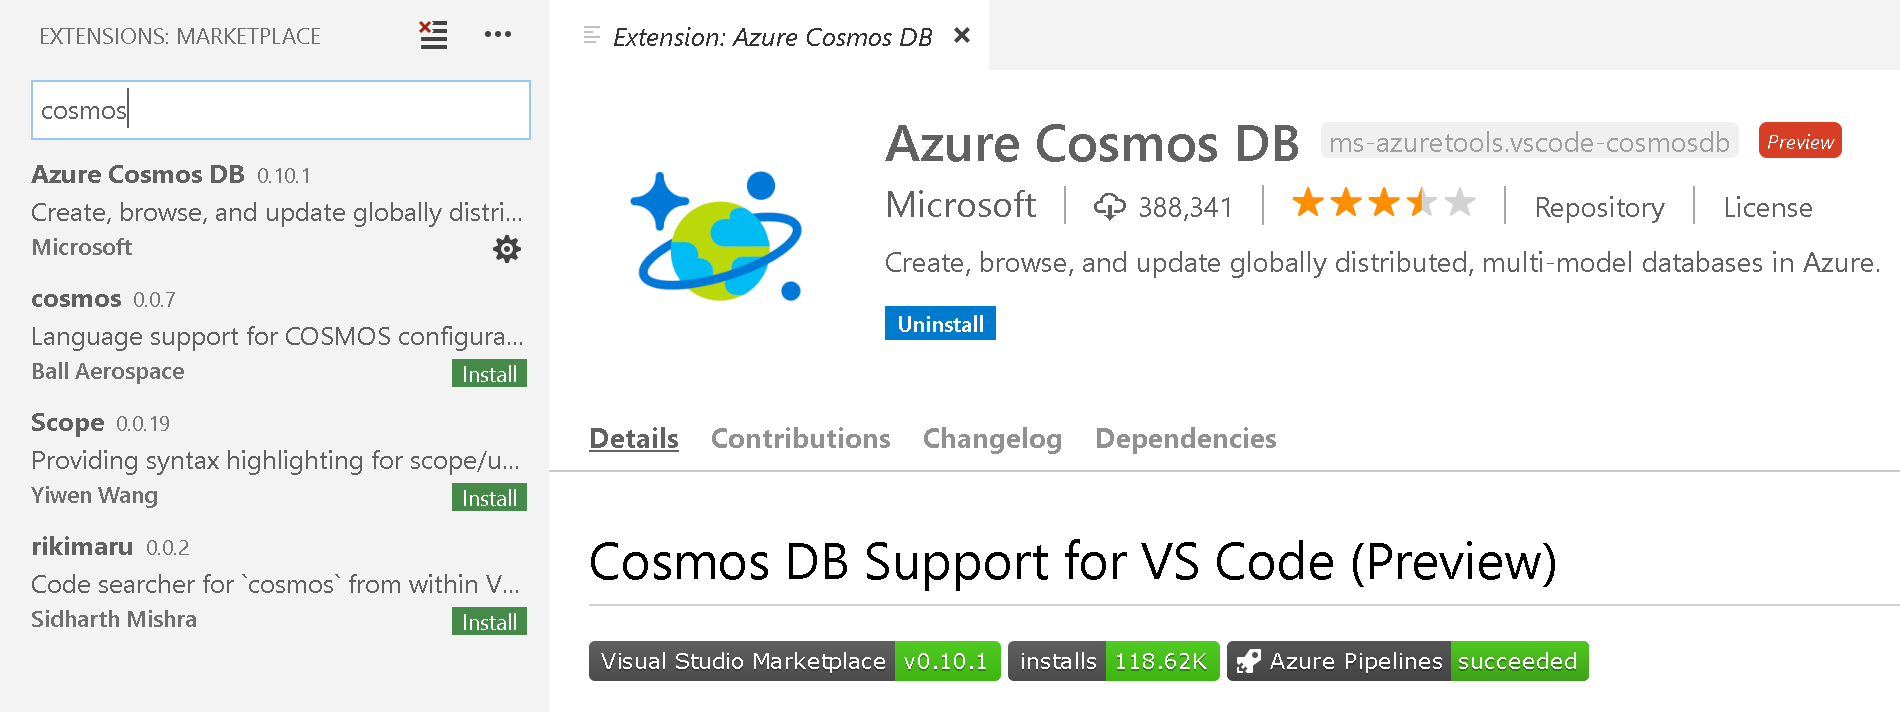 EXTENSIONS: MARKETPLACE
cosmos
Azure Cosmos DB 0.10.1
Create, browse, and update globally distri...
Microsoft
cosmos 0.0.7
Language support for COSMOS configura...
Ball Aerospace
Install
Scope 0.0.19
Providing syntax highlighting for scope/u...
Yiwen Wang
Install
rikimaru 0.0.2
Code searcher for `cosmos` from within V...
Sidharth Mishra
Install
Extension: Azure Cosmos DB
Azure Cosmos DB ms-azuretools.vscode-cosmosdb Preview
Microsoft 388,341 Repository License
Create, browse, and update globally distributed, multi-model databases in Azure.
Uninstall
Details Contributions Changelog Dependencies
Cosmos DB Support for VS Code (Preview)
Visual Studio Marketplace v0.10.1 installs 118.62K Azure Pipelines succeeded